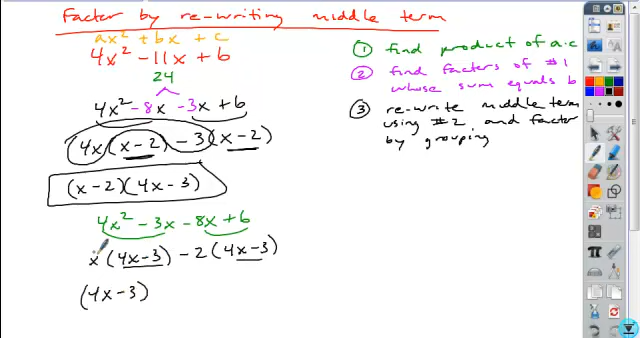 Factor by re-writing middle term
ax² + bx + c
4x² - 11x + 6
24
4x² - 8x - 3x + 6
4x(x-2) - 3(x-2)
(x-2)(4x-3)
4x² - 3x - 8x + 6
x(4x-3) - 2(4x-3)
(4x-3)
① find product of a.c
② find factors of #1
whose sum equals b
③ re-write middle term
using #2 and factor
by grouping